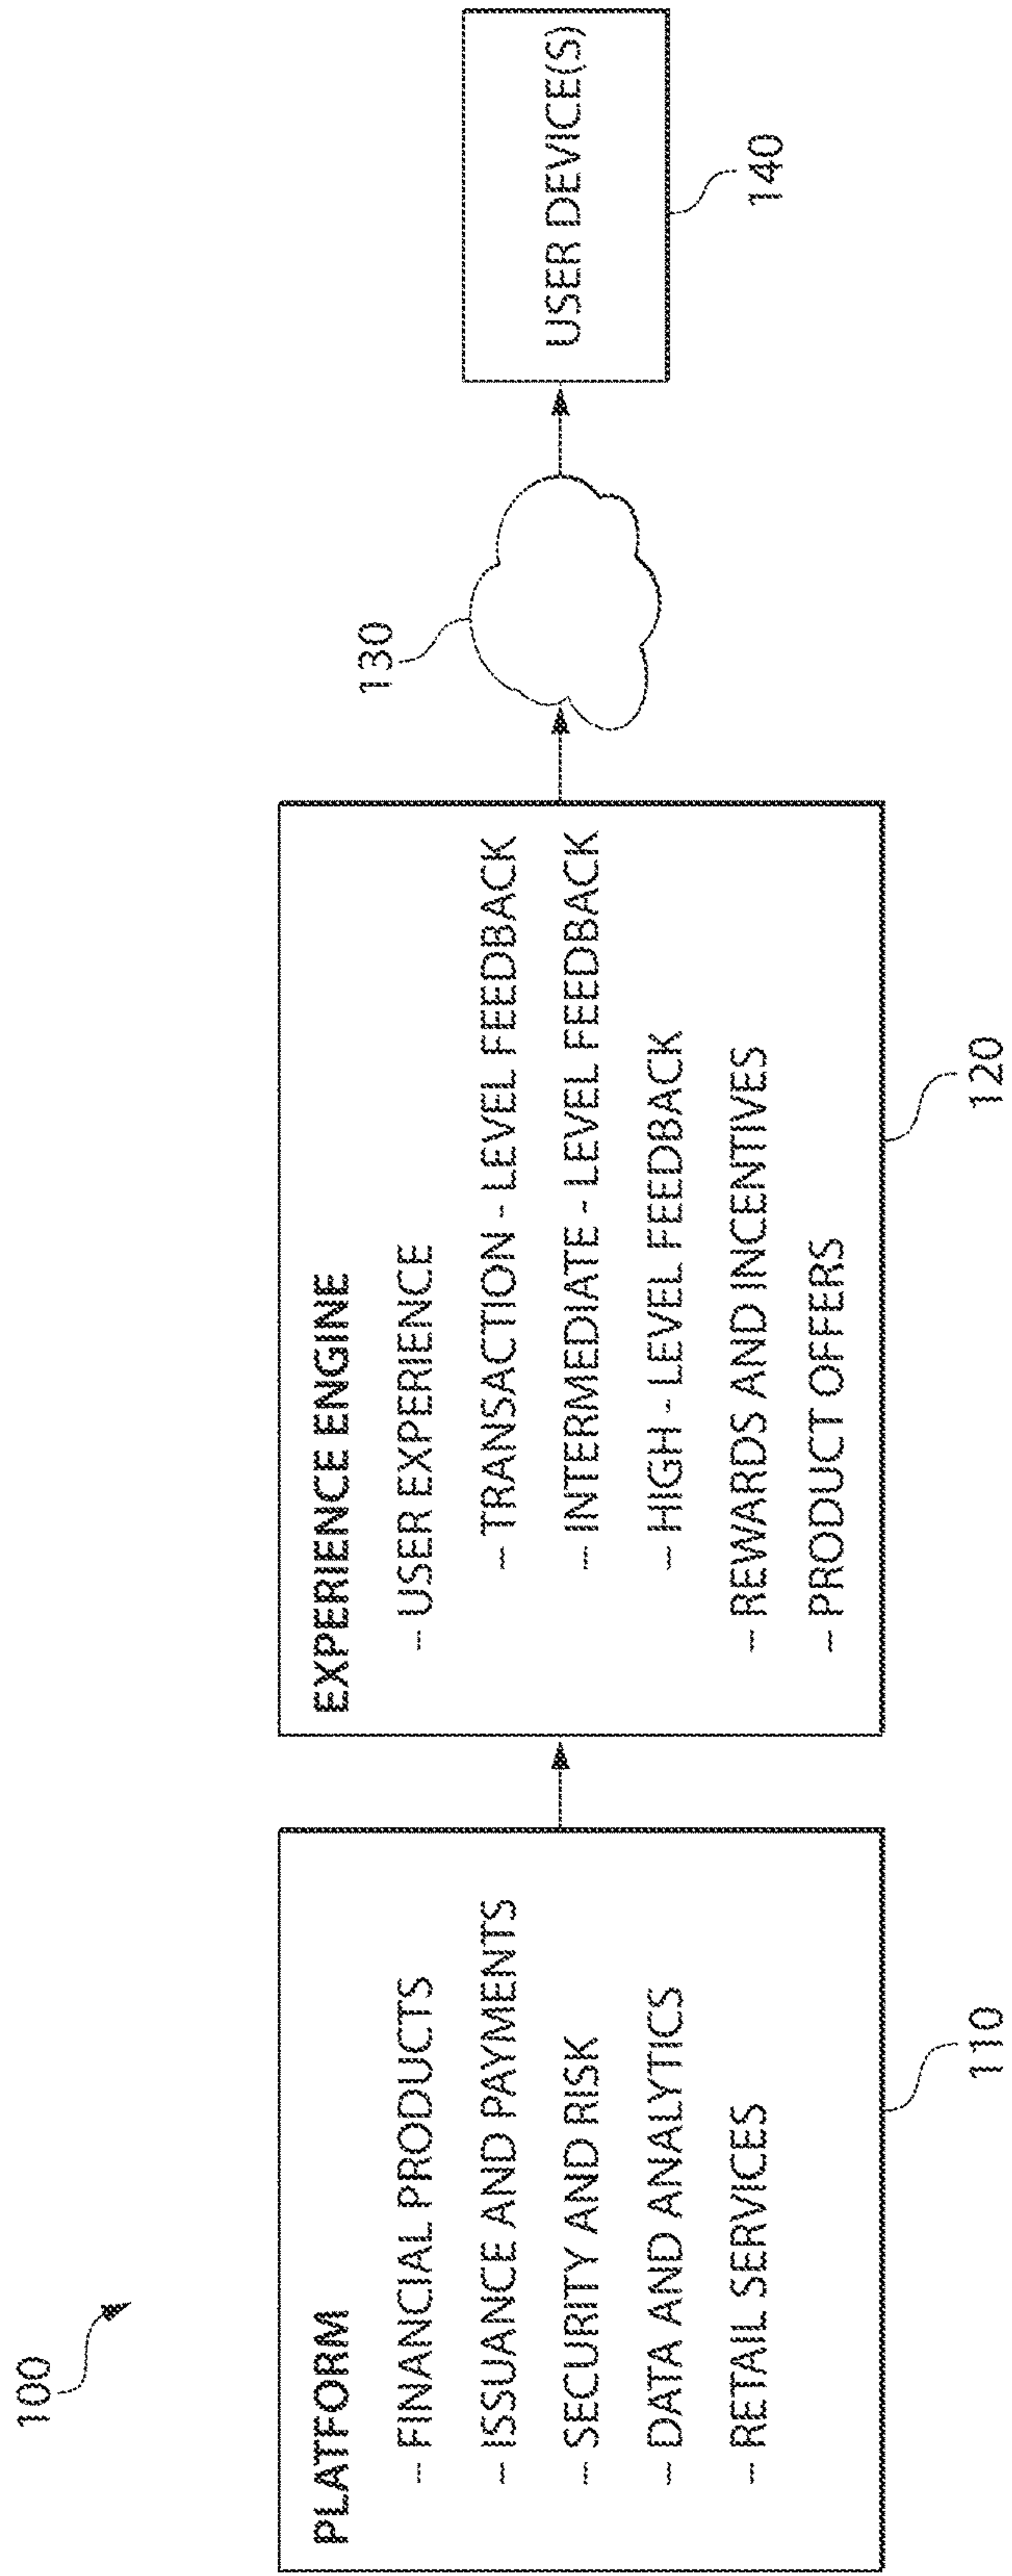 100
PLATFORM
-- FINANCIAL PRODUCTS
-- ISSUANCE AND PAYMENTS
-- SECURITY AND RISK
-- DATA AND ANALYTICS
-- RETAIL SERVICES
110
EXPERIENCE ENGINE
-- USER EXPERIENCE
-- TRANSACTION - LEVEL FEEDBACK
-- INTERMEDIATE - LEVEL FEEDBACK
-- HIGH - LEVEL FEEDBACK
-- REWARDS AND INCENTIVES
-- PRODUCT OFFERS
120
130
USER DEVICE(S)
140